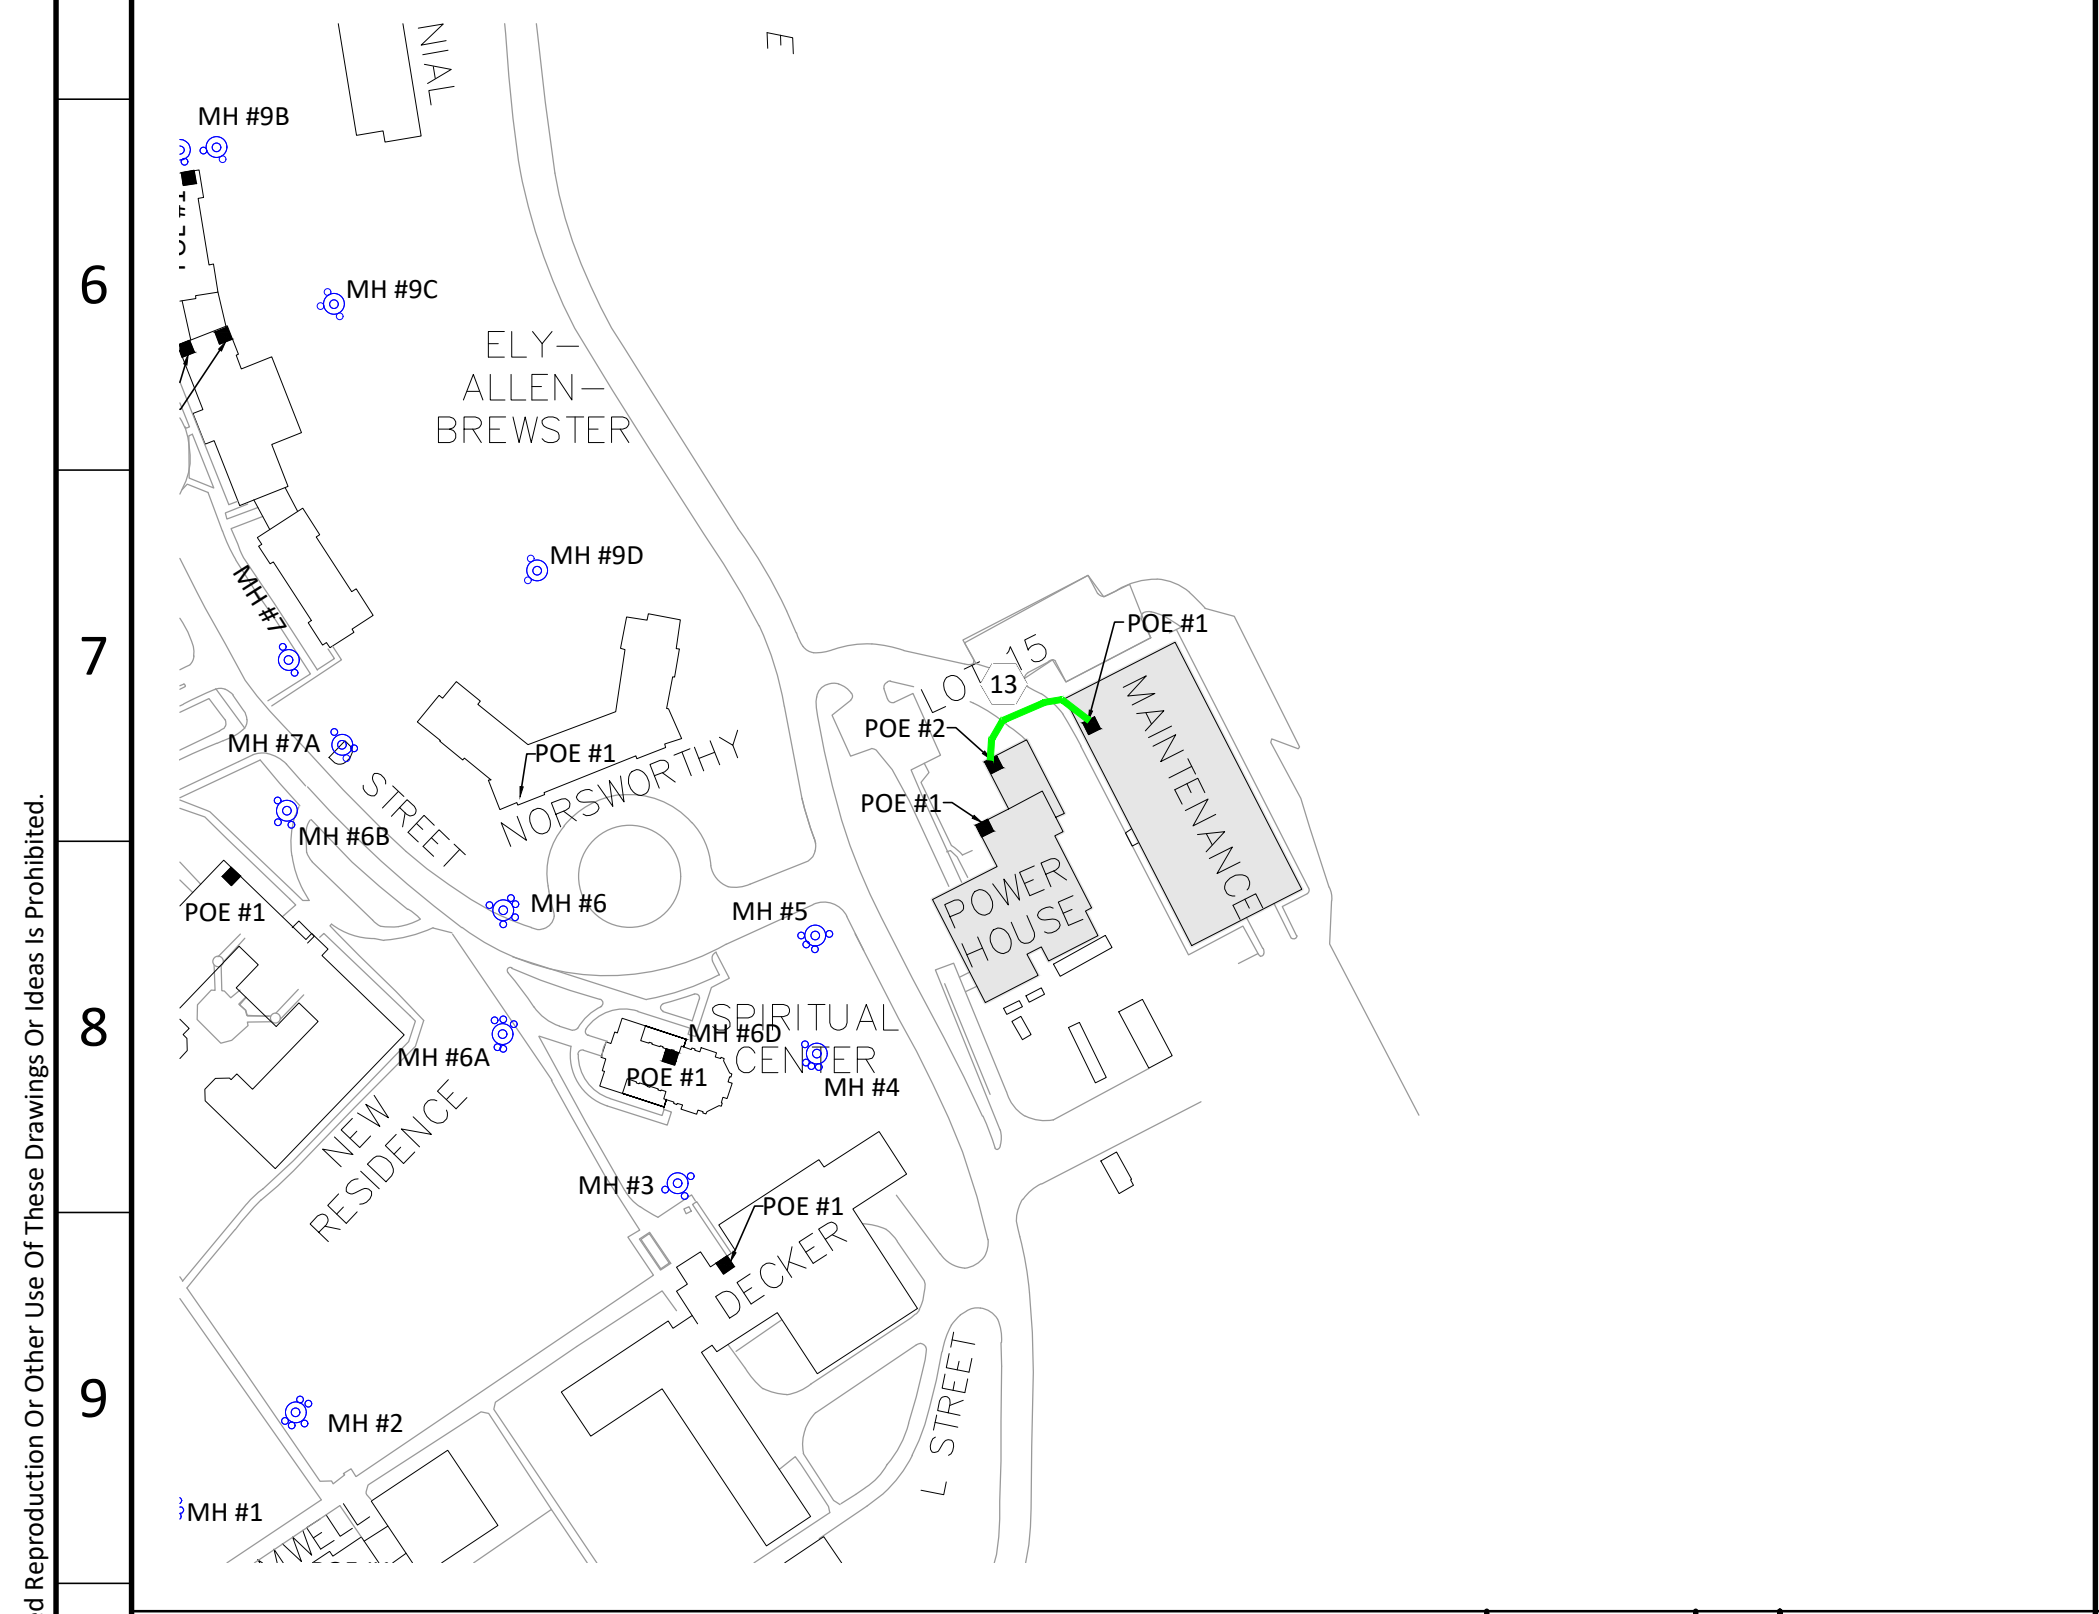 NIAL
E
MH #9B
6
MH #9C
ELY-
ALLEN-
BREWSTER
MH #9D
MH #7
7
POE #1
LOT 15
13
MAINTENANCE
POE #2
MH #7A
POE #1
NORSWORTHY
STREET
POE #1
MH #6B
POWER
HOUSE
POE #1
MH #6
MH #5
8
SPIRITUAL
CENTER
MH #6D
POE #1
MH #6A
MH #4
NEW
RESIDENCE
MH #3
POE #1
DECKER
L STREET
9
MH #2
MH #1
MWELL
ed Reproduction Or Other Use Of These Drawings Or Ideas Is Prohibited.